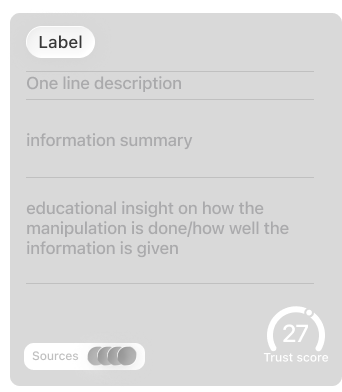 Label
One line description
information summary
educational insight on how the
manipulation is done/how well the
information is given
27
Trust score
Sources